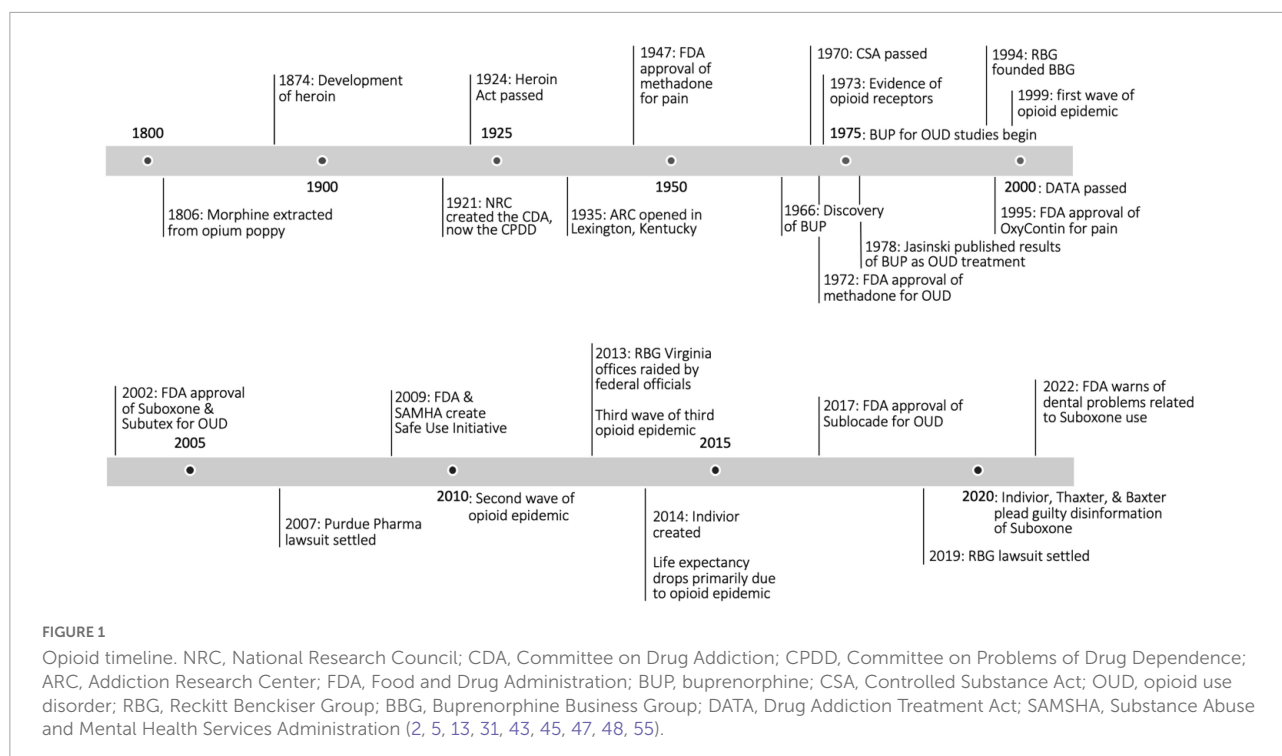 1874: Development
of heroin
1924: Heroin
Act passed
1947: FDA
approval of
methadone
for pain
1970: CSA passed
1973: Evidence of
opioid receptors
1994: RBG
founded BBG
1999: first wave of
opioid epidemic
1800
1925
1975: BUP for OUD studies begin
1900
1950
2000: DATA passed
1806: Morphine extracted
from opium poppy
1921: NRC
created the CDA,
now the CPDD
1935: ARC opened in
Lexington, Kentucky
1966: Discovery
of BUP
1995: FDA approval of
OxyContin for pain
1978: Jasinski published results
of BUP as OUD treatment
1972: FDA approval of
methadone for OUD
2002: FDA approval
of Suboxone &
Subutex for OUD
2005
2009: FDA &
SAMHA create
Safe Use Initiative
2013: RBG Virginia
offices raided by
federal officials
Third wave of third
opioid epidemic
2015
2017: FDA approval of
Sublocade for OUD
2022: FDA warns of
dental problems related
to Suboxone use
2007: Purdue Pharma
lawsuit settled
2010: Second wave of
opioid epidemic
2014: Indivior
created
Life expectancy
drops primarily due
to opioid epidemic
2020: Indivior, Thaxter, & Baxter
plead guilty disinformation
of Suboxone
2019: RBG lawsuit settled
FIGURE 1
Opioid timeline. NRC, National Research Council; CDA, Committee on Drug Addiction; CPDD, Committee on Problems of Drug Dependence;
ARC, Addiction Research Center; FDA, Food and Drug Administration; BUP, buprenorphine; CSA, Controlled Substance Act; OUD, opioid use
disorder; RBG, Reckitt Benckiser Group; BBG, Buprenorphine Business Group; DATA, Drug Addiction Treatment Act; SAMSHA, Substance Abuse
and Mental Health Services Administration (2, 5, 13, 31, 43, 45, 47, 48, 55).